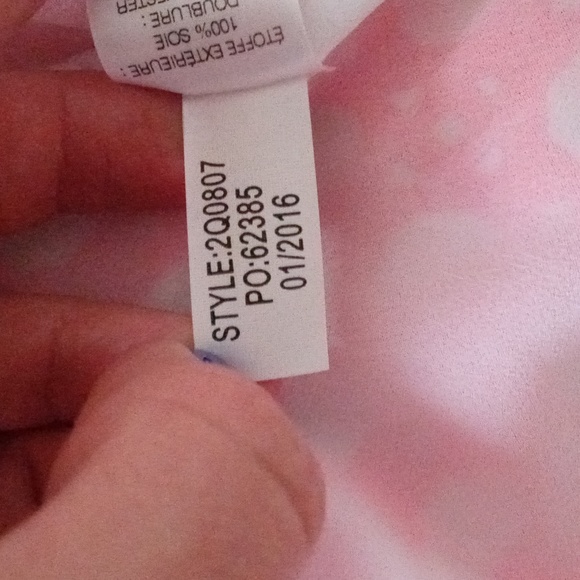 ÉTOFFE EXTÉRIEURE :
100% SOIE
DOUBLURE :
STYLE:2Q0807
PO:62385
01/2016